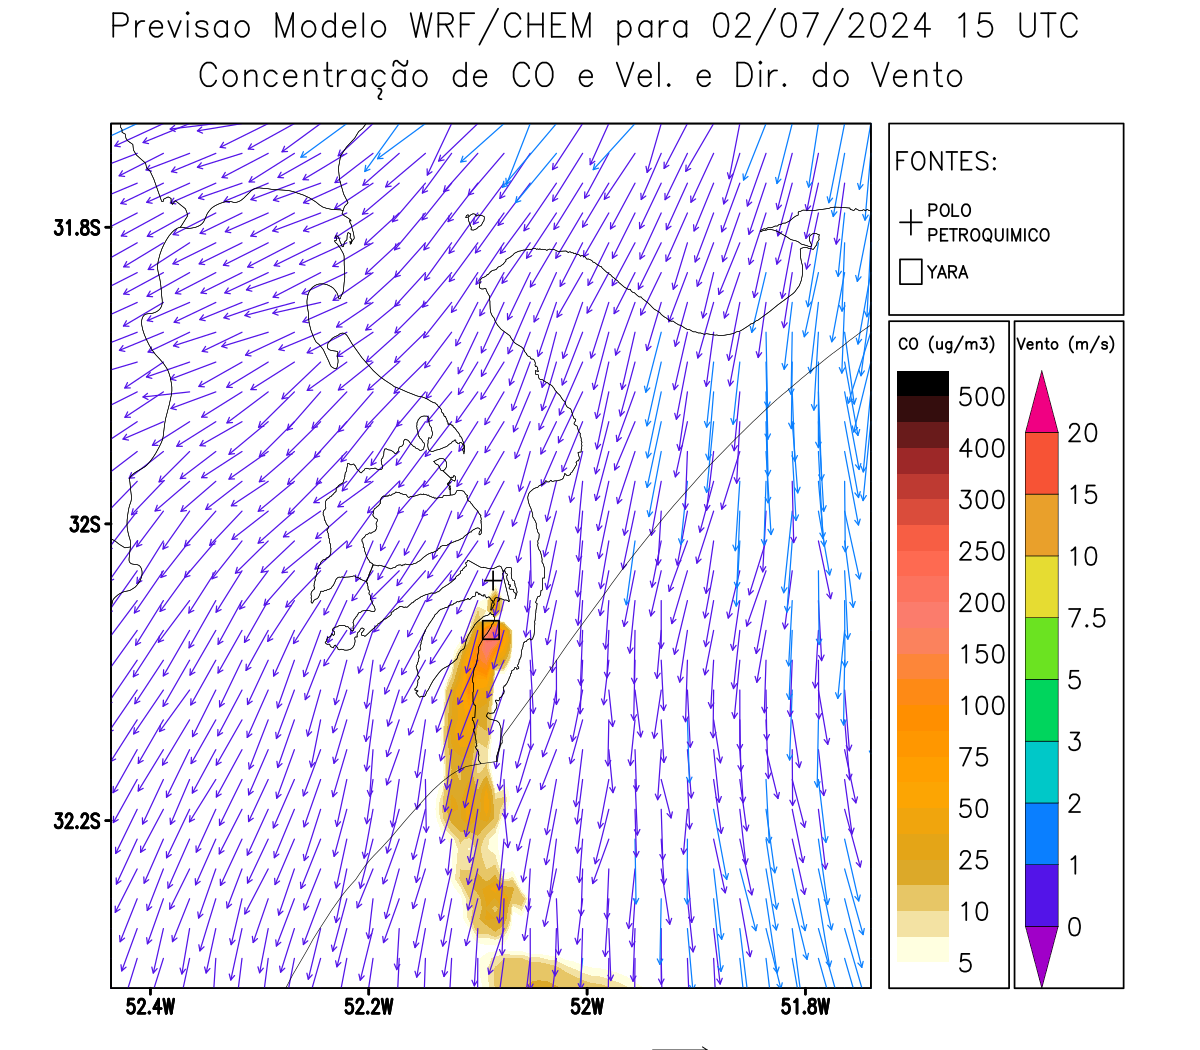 Previsao Modelo WRF/CHEM para 02/07/2024 15 UTC
Concentração de CO e Vel. e Dir. do Vento
FONTES:
POLO
PETROQUIMICO
YARA
CO (ug/m3)
500
400
300
250
200
150
100
75
50
25
10
5
Vento (m/s)
20
15
10
7.5
5
3
2
1
0
31.8S
32S
32.2S
52.4W
52.2W
52W
51.8W